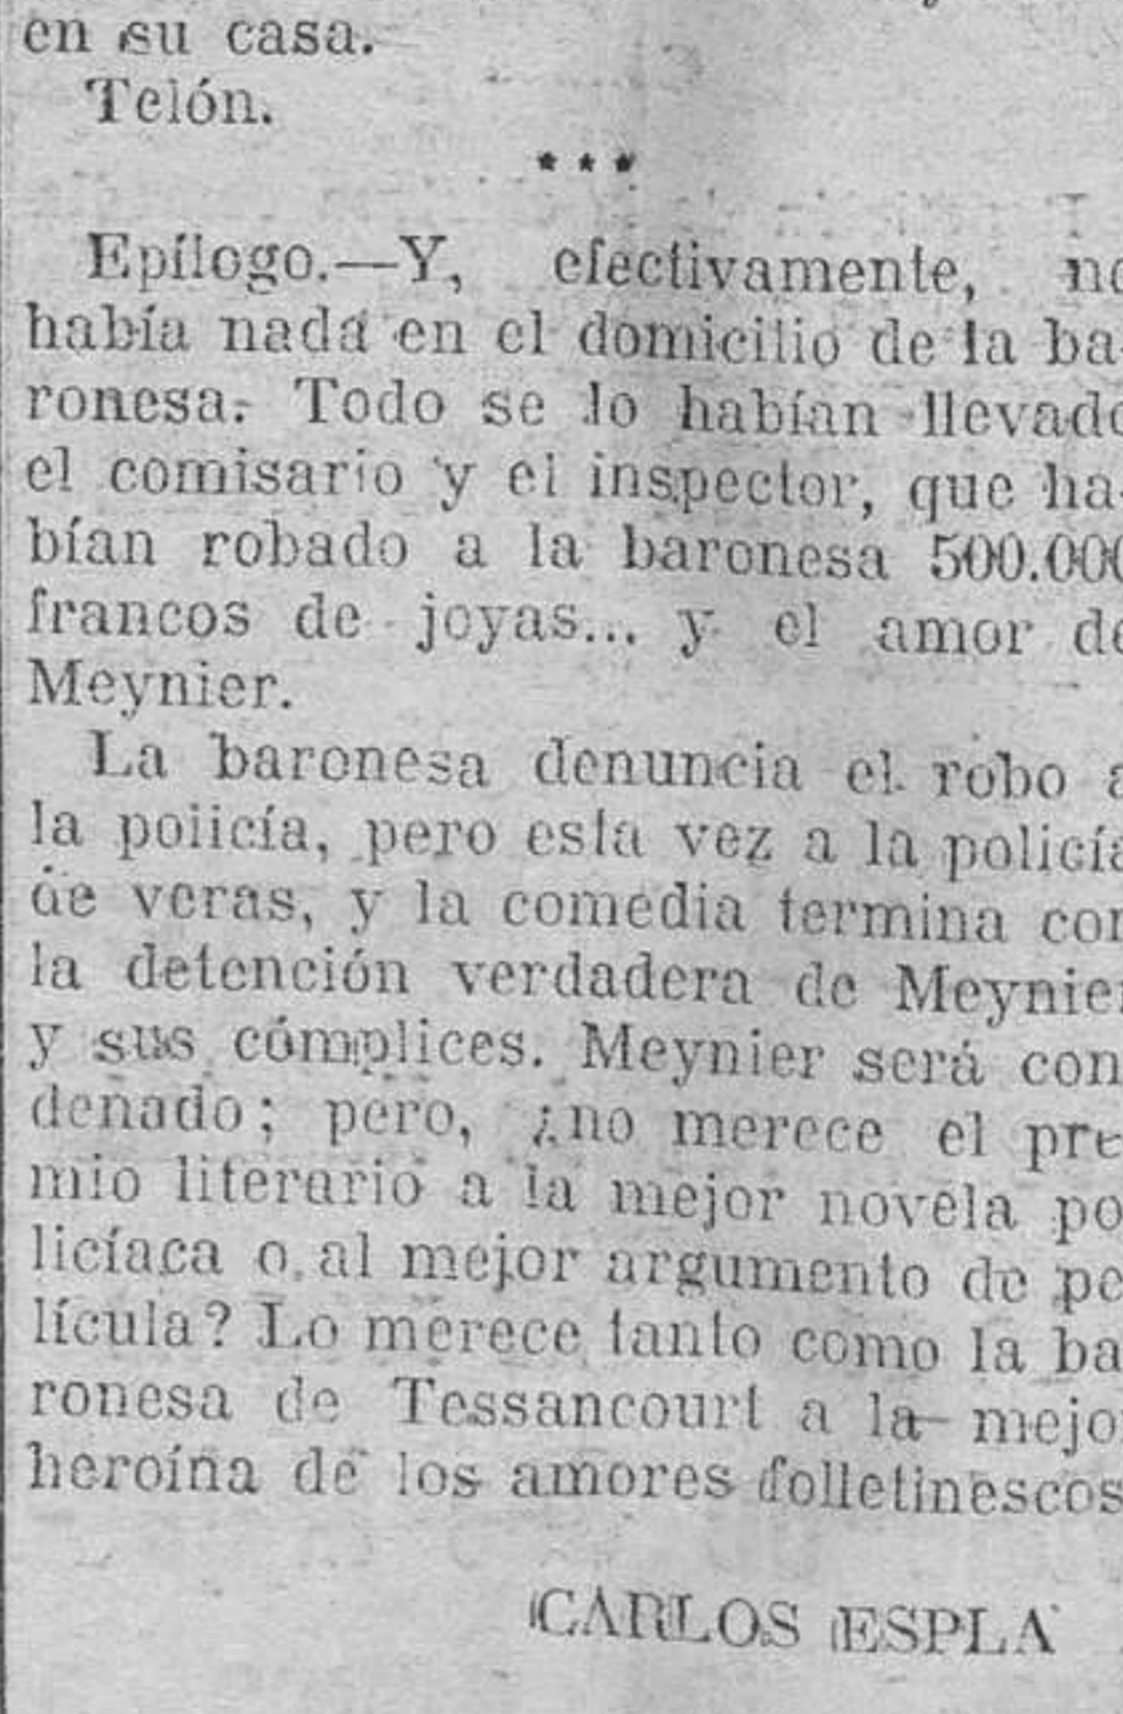 en su casa.
Telón.
***
Epílogo.—Y, efectivamente, no
había nada en el domicilio de la ba-
ronesa. Todo se lo habían llevado
el comisario y el inspector, que ha-
bían robado a la baronesa 500.000
francos de joyas... y el amor de
Meynier.
La baronesa denuncia el robo a
la policía, pero esta vez a la policía
de veras, y la comedia termina con
la detención verdadera de Meynier
y sus cómplices. Meynier será con
denado; pero, ¿no merece el pre
mio literario a la mejor novela po
licíaca o al mejor argumento de pe
lícula? Lo merece tanto como la ba
ronesa de Tessancourt a la mejor
heroína de los amores folletinescos
CARLOS ESPLA